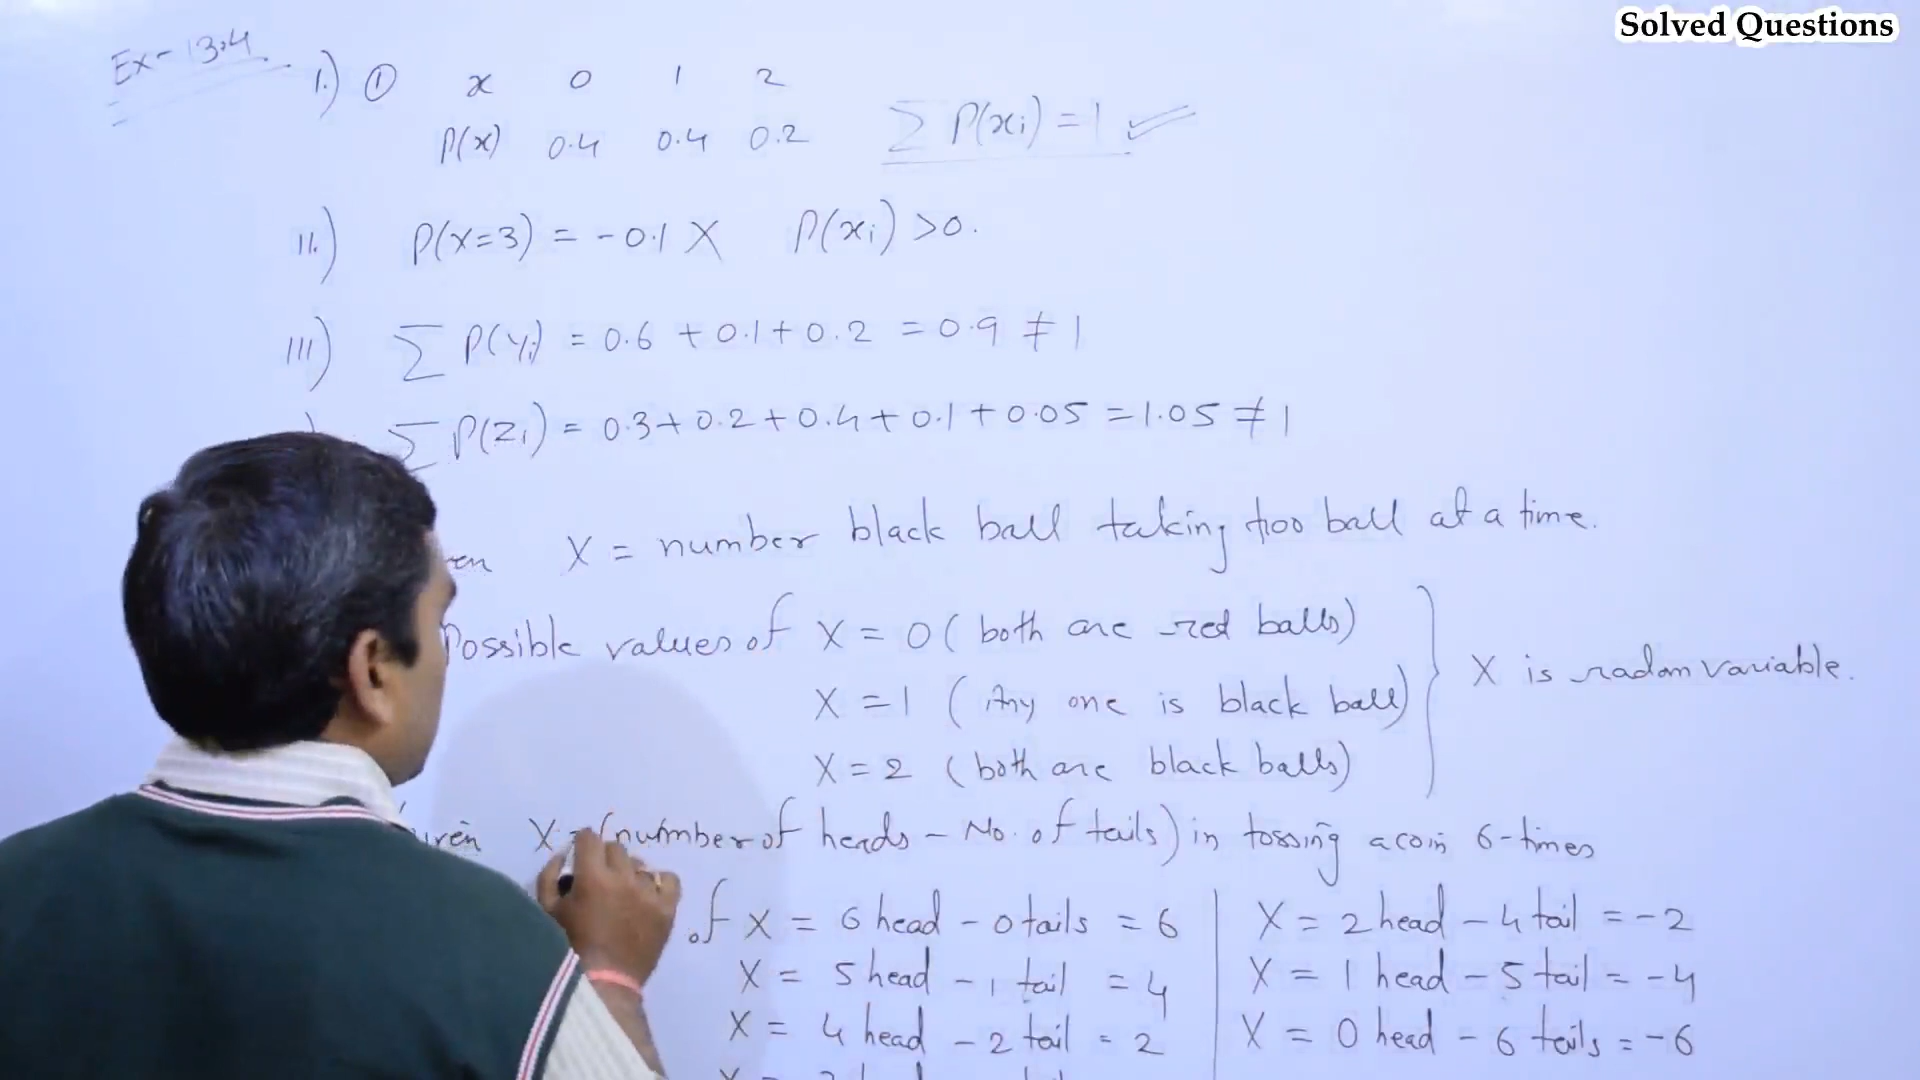 Solved Questions
Ex-13.4
1.) ① x 0 1 2
P(x) 0.4 0.4 0.2 ∑ P(xi) = 1 ✓
11.) P(X=3) = -0.1 X P(xi) >0.
111) ∑ P(yi) = 0.6 + 0.1 + 0.2 = 0.9 ≠ 1
∑ P(Zi) = 0.3 + 0.2 + 0.4 + 0.1 + 0.05 = 1.05 ≠ 1
X = number black ball taking too ball at a time.
Possible values of X = 0 ( both are red balls)
X = 1 ( Any one is black ball)
X is radom variable.
X = 2 ( both are black balls)
X = (number of heads - No. of tails) in tossing a coin 6-times
of X = 6 head - 0 tails = 6
X = 5 head - 1 tail = 4
X = 4 head - 2 tail = 2
X = 2 head - 4 tail = -2
X = 1 head - 5 tail = -4
X = 0 head - 6 tails = -6